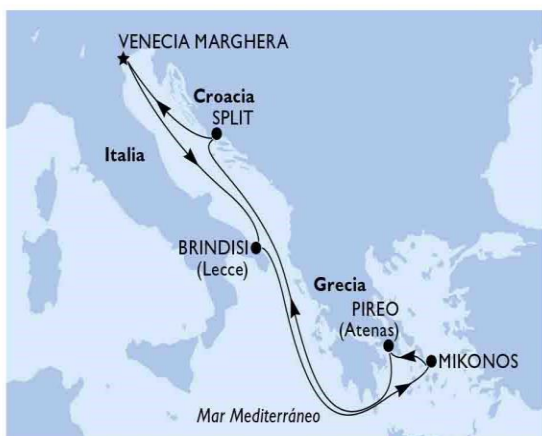 VENECIA MARGHERA
Croacia
SPLIT
Italia
BRINDISI
(Lecce)
Grecia
PIREO
(Atenas)
MIKONOS
Mar Mediterráneo